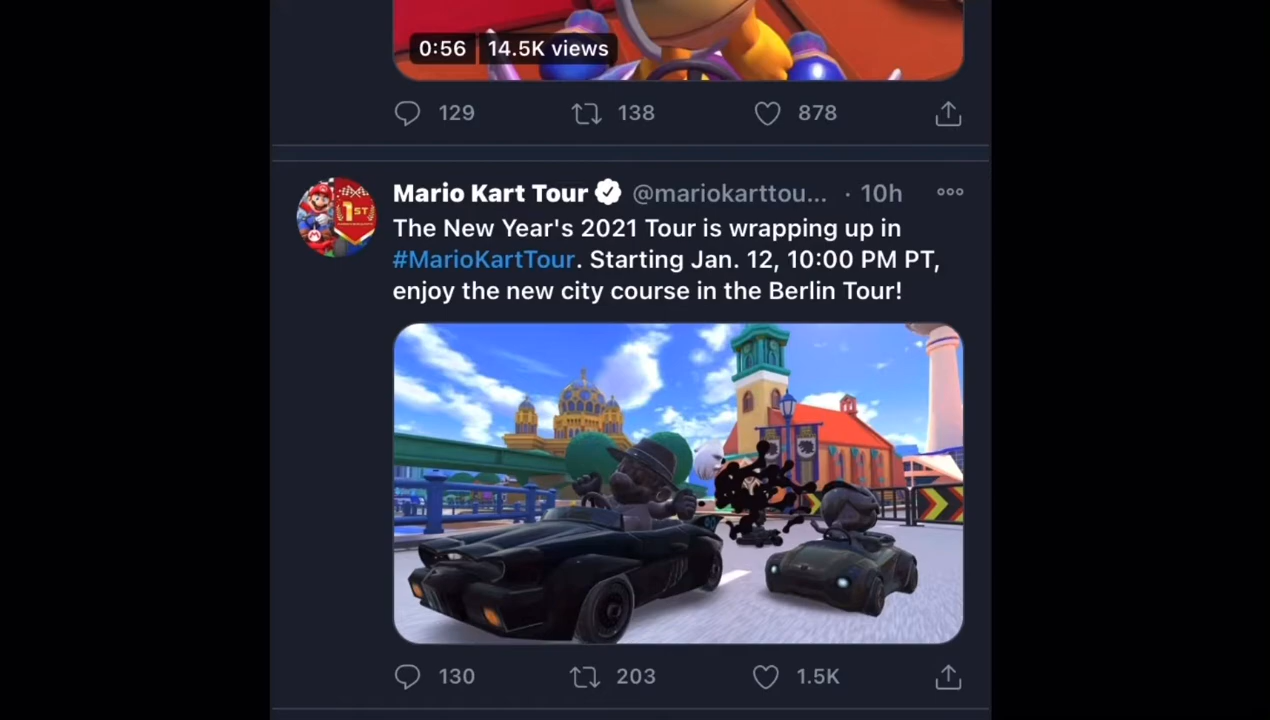 0:56 14.5K views
129 138 878
Mario Kart Tour @mariokarttou... · 10h
The New Year's 2021 Tour is wrapping up in
#MarioKartTour. Starting Jan. 12, 10:00 PM PT,
enjoy the new city course in the Berlin Tour!
1ST
130 203 1.5K